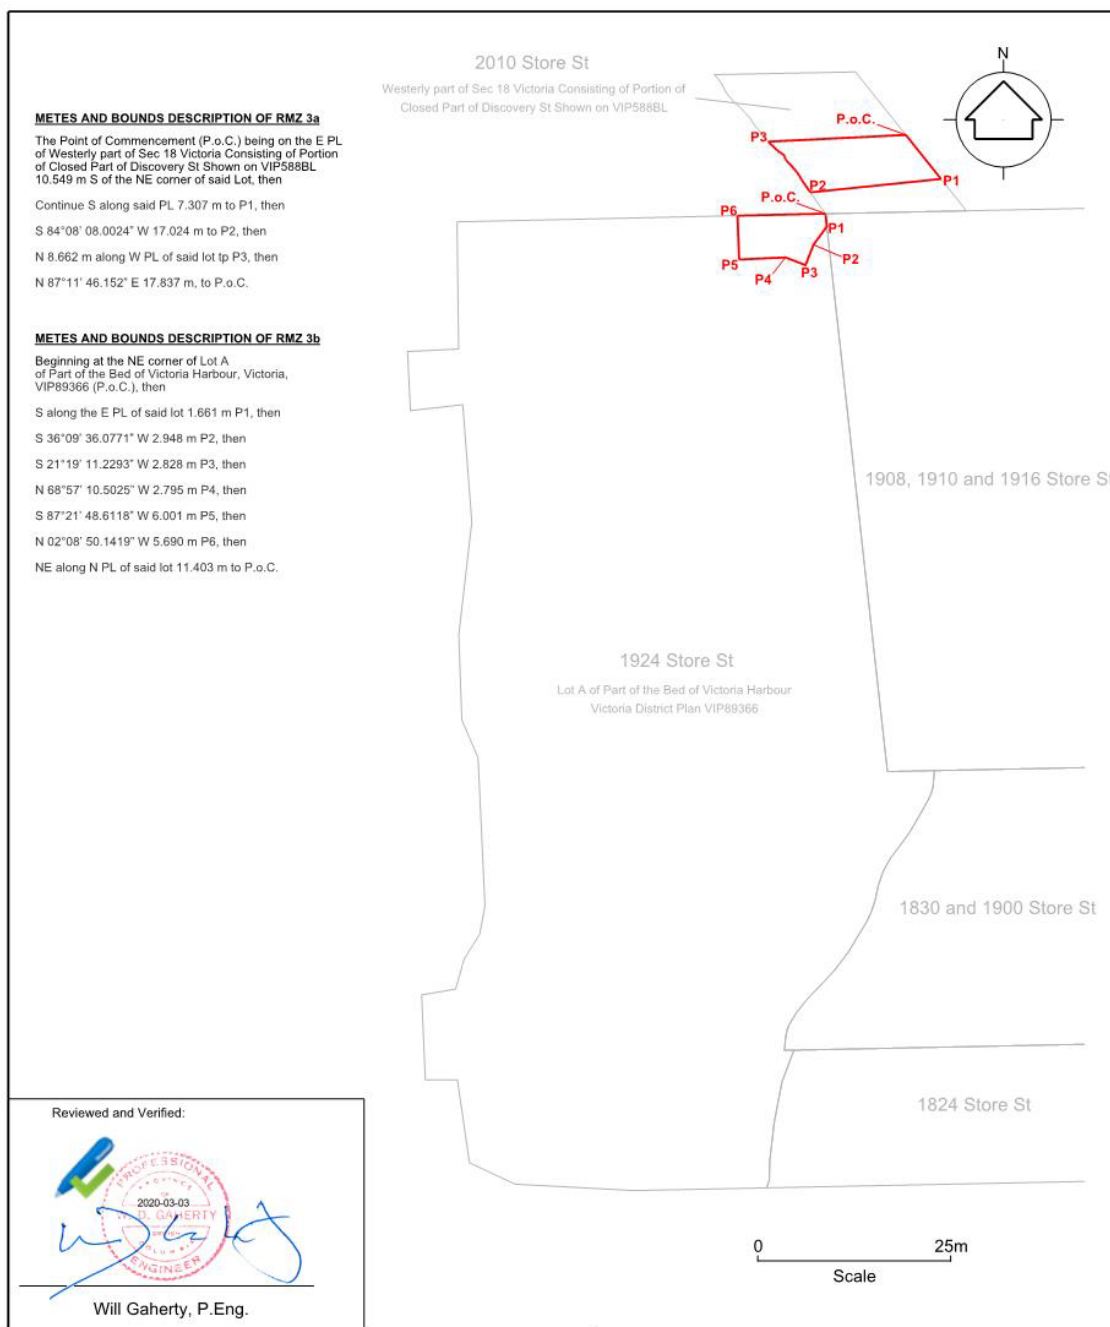 METES AND BOUNDS DESCRIPTION OF RMZ 3a
The Point of Commencement (P.o.C.) being on the E PL
of Westerly part of Sec 18 Victoria Consisting of Portion
of Closed Part of Discovery St Shown on VIP588BL
10.549 m S of the NE corner of said Lot, then
Continue S along said PL 7.307 m to P1, then
S 84°08' 08.0024" W 17.024 m to P2, then
N 8.662 m along W PL of said lot tp P3, then
N 87°11' 46.152" E 17.837 m, to P.o.C.
METES AND BOUNDS DESCRIPTION OF RMZ 3b
Beginning at the NE corner of Lot A
of Part of the Bed of Victoria Harbour, Victoria,
VIP89366 (P.o.C.), then
S along the E PL of said lot 1.661 m P1, then
S 36°09' 36.0771" W 2.948 m P2, then
S 21°19' 11.2293" W 2.828 m P3, then
N 68°57' 10.5025" W 2.795 m P4, then
S 87°21' 48.6118" W 6.001 m P5, then
N 02°08' 50.1419" W 5.690 m P6, then
NE along N PL of said lot 11.403 m to P.o.C.
2010 Store St
Westerly part of Sec 18 Victoria Consisting of Portion of
Closed Part of Discovery St Shown on VIP588BL
N
P.o.C.
P3
P1
P2
P.o.C.
P6
P1
P2
P5
P4
P3
1908, 1910 and 1916 Store St
1924 Store St
Lot A of Part of the Bed of Victoria Harbour
Victoria District Plan VIP89366
1830 and 1900 Store St
1824 Store St
0 25m
Scale
Reviewed and Verified:
PROFESSIONAL
PROVINCE
OF
2020-03-03
W. D. GAHERTY
BRITISH
COLUMBIA
ENGINEER
Will Gaherty, P.Eng.